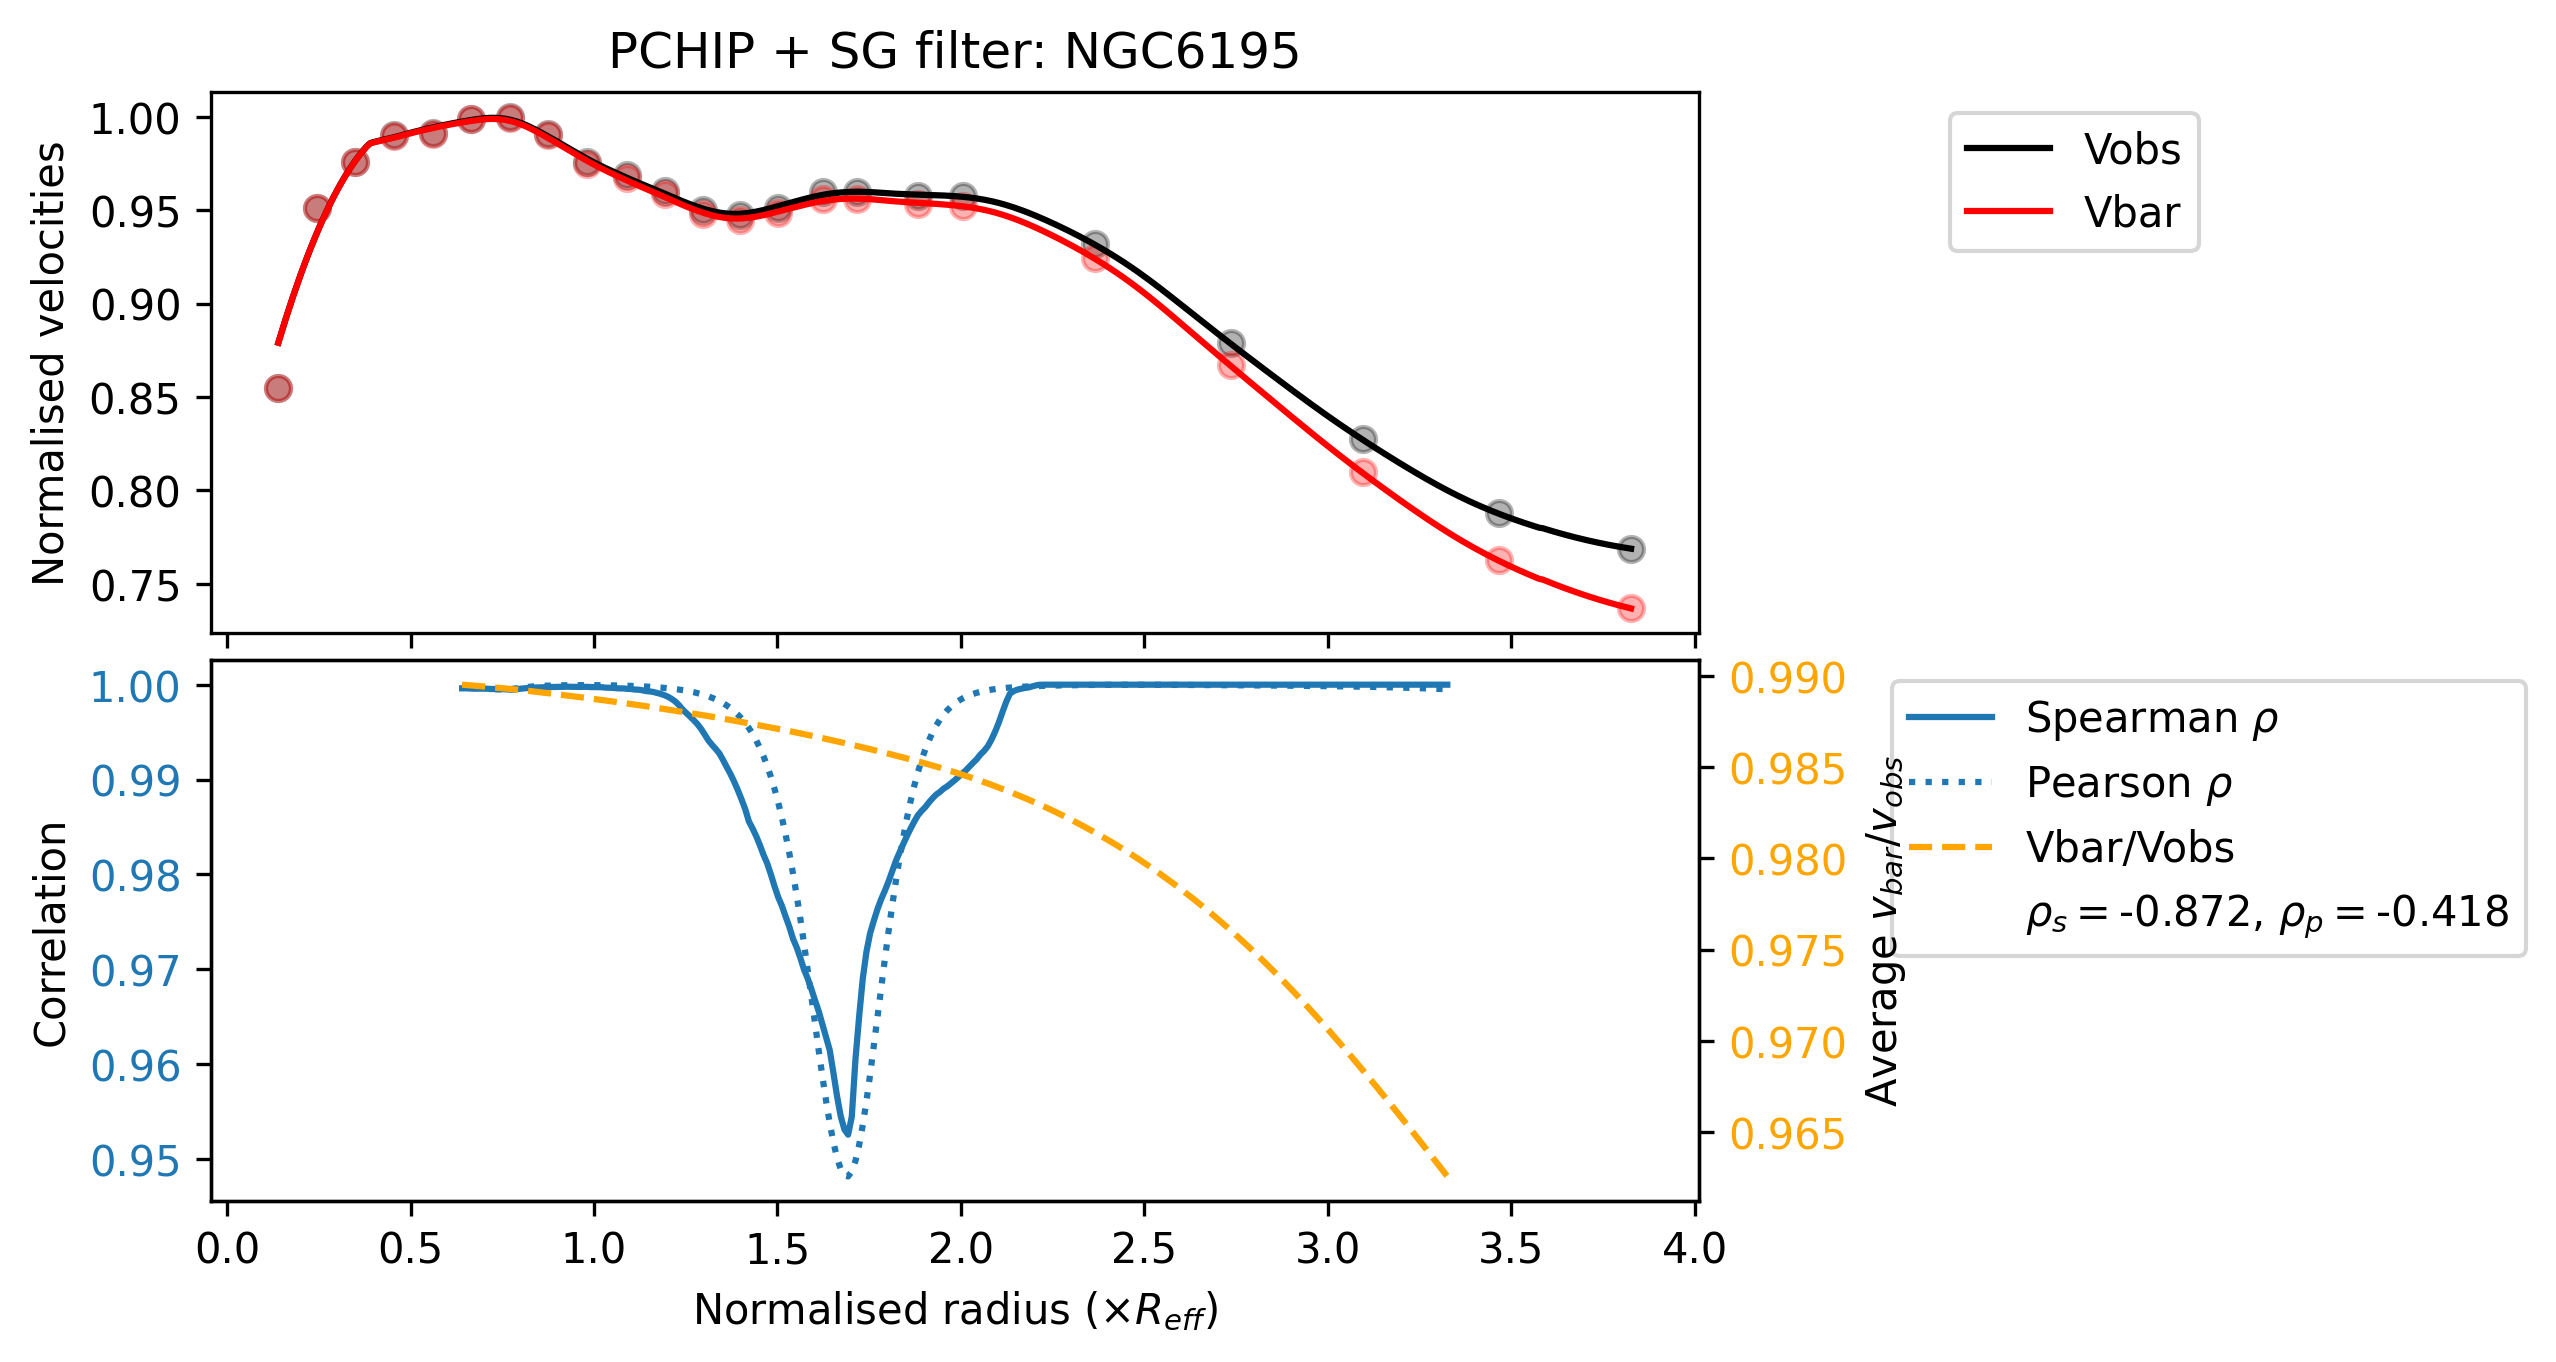 PCHIP + SG filter: NGC6195
Normalised velocities
1.00
0.95
0.90
0.85
0.80
0.75
Vobs
Vbar
Correlation
1.00
0.99
0.98
0.97
0.96
0.95
0.990
0.985
0.980
0.975
0.970
0.965
Average v_bar/v_obs
Spearman ρ
Pearson ρ
Vbar/Vobs
ρ_s = -0.872, ρ_p = -0.418
0.0 0.5 1.0 1.5 2.0 2.5 3.0 3.5 4.0
Normalised radius (×R_eff)